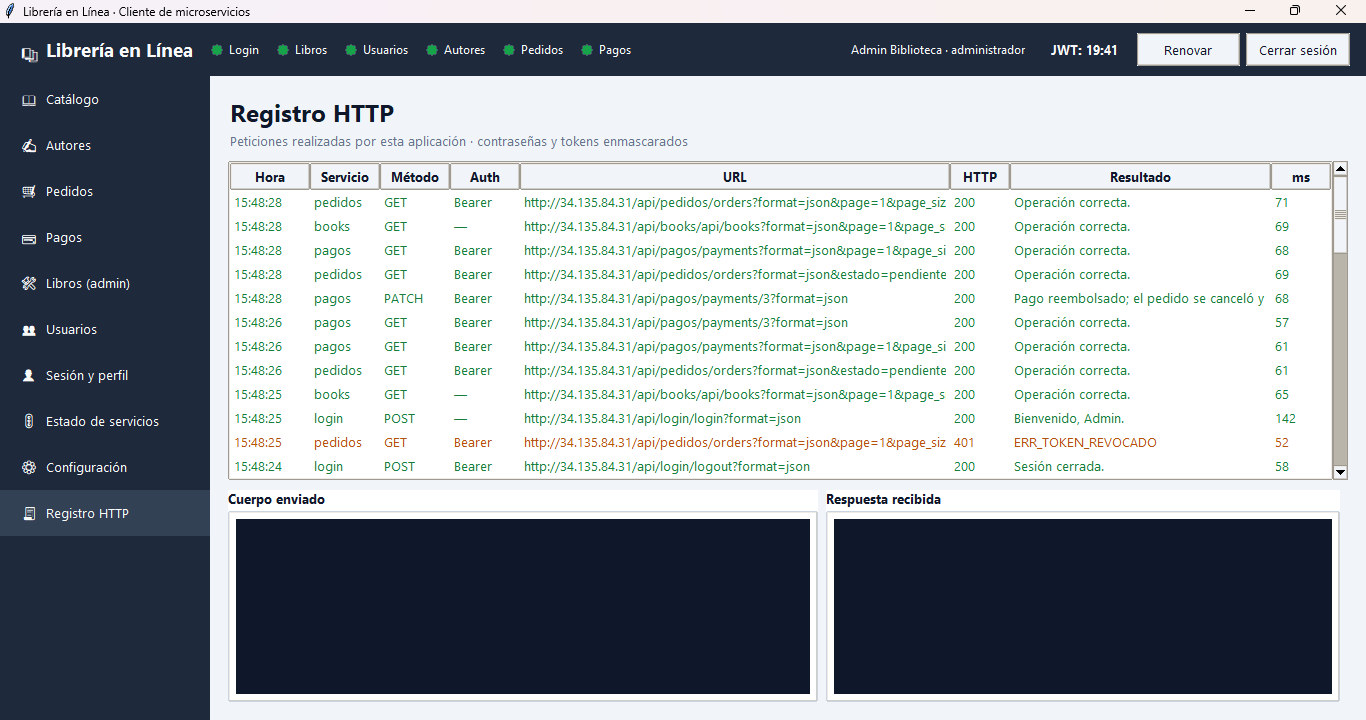 Librería en Línea · Cliente de microservicios
Librería en Línea Login Libros Usuarios Autores Pedidos Pagos Admin Biblioteca · administrador JWT: 19:41 Renovar Cerrar sesión
Catálogo
Autores
Pedidos
Pagos
Libros (admin)
Usuarios
Sesión y perfil
Estado de servicios
Configuración
Registro HTTP
Registro HTTP
Peticiones realizadas por esta aplicación · contraseñas y tokens enmascarados
Hora Servicio Método Auth URL HTTP Resultado ms
15:48:28 pedidos GET Bearer http://34.135.84.31/api/pedidos/orders?format=json&page=1&page_siz 200 Operación correcta. 71
15:48:28 books GET — http://34.135.84.31/api/books/api/books?format=json&page=1&page_s 200 Operación correcta. 69
15:48:28 pagos GET Bearer http://34.135.84.31/api/pagos/payments?format=json&page=1&page_si 200 Operación correcta. 68
15:48:28 pedidos GET Bearer http://34.135.84.31/api/pedidos/orders?format=json&estado=pendiente 200 Operación correcta. 69
15:48:28 pagos PATCH Bearer http://34.135.84.31/api/pagos/payments/3?format=json 200 Pago reembolsado; el pedido se canceló y 68
15:48:26 pagos GET Bearer http://34.135.84.31/api/pagos/payments/3?format=json 200 Operación correcta. 57
15:48:26 pagos GET Bearer http://34.135.84.31/api/pagos/payments?format=json&page=1&page_si 200 Operación correcta. 61
15:48:26 pedidos GET Bearer http://34.135.84.31/api/pedidos/orders?format=json&estado=pendiente 200 Operación correcta. 61
15:48:25 books GET — http://34.135.84.31/api/books/api/books?format=json&page=1&page_s 200 Operación correcta. 65
15:48:25 login POST — http://34.135.84.31/api/login/login?format=json 200 Bienvenido, Admin. 142
15:48:25 pedidos GET Bearer http://34.135.84.31/api/pedidos/orders?format=json&page=1&page_siz 401 ERR_TOKEN_REVOCADO 52
15:48:24 login POST Bearer http://34.135.84.31/api/login/logout?format=json 200 Sesión cerrada. 58
Cuerpo enviado Respuesta recibida